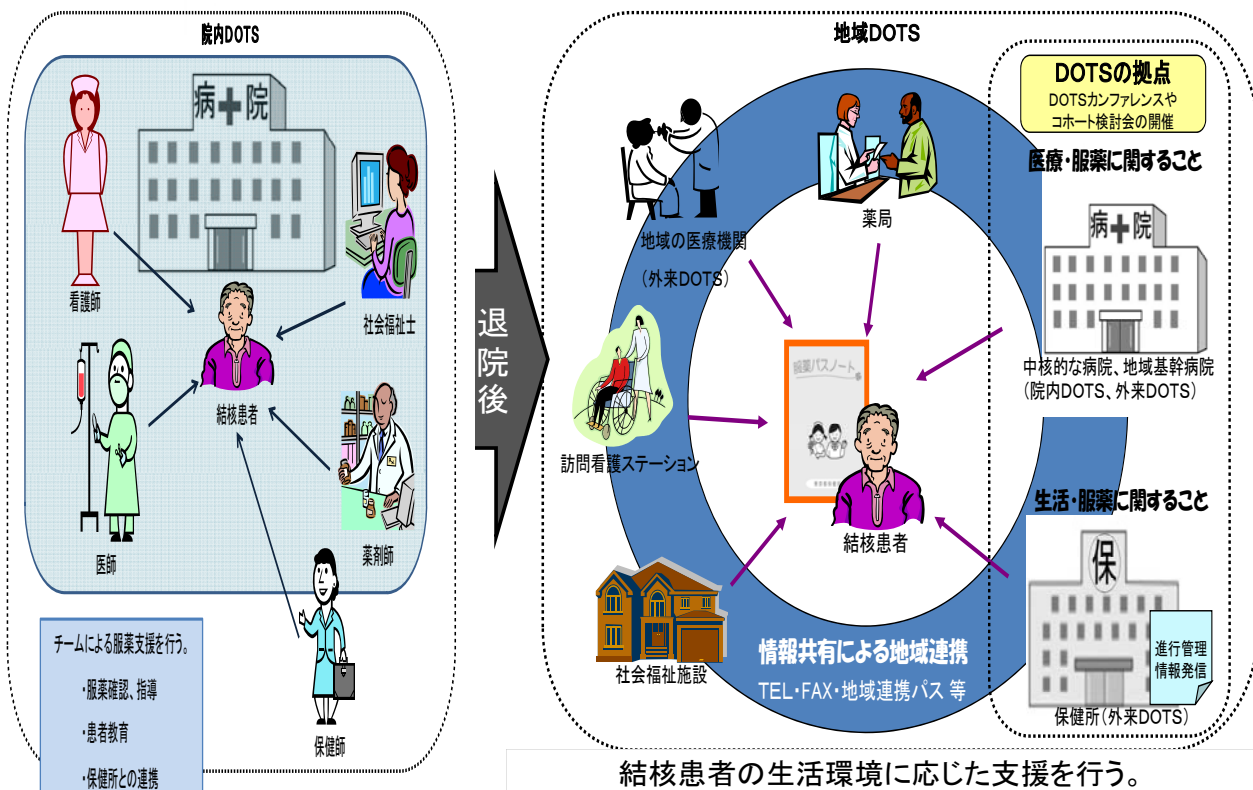 院内DOTS
病院
看護師
社会福祉士
結核患者
医師
薬剤師
保健師
チームによる服薬支援を行う。
・服薬確認、指導
・患者教育
・保健所との連携
退院後
地域DOTS
地域の医療機関
（外来DOTS）
薬局
訪問看護ステーション
服薬パスノート
結核患者
社会福祉施設
情報共有による地域連携
TEL・FAX・地域連携パス 等
DOTSの拠点
DOTSカンファレンスや
コホート検討会の開催
医療・服薬に関すること
病院
中核的な病院、地域基幹病院
（院内DOTS、外来DOTS）
生活・服薬に関すること
保
進行管理
情報発信
保健所（外来DOTS）
結核患者の生活環境に応じた支援を行う。